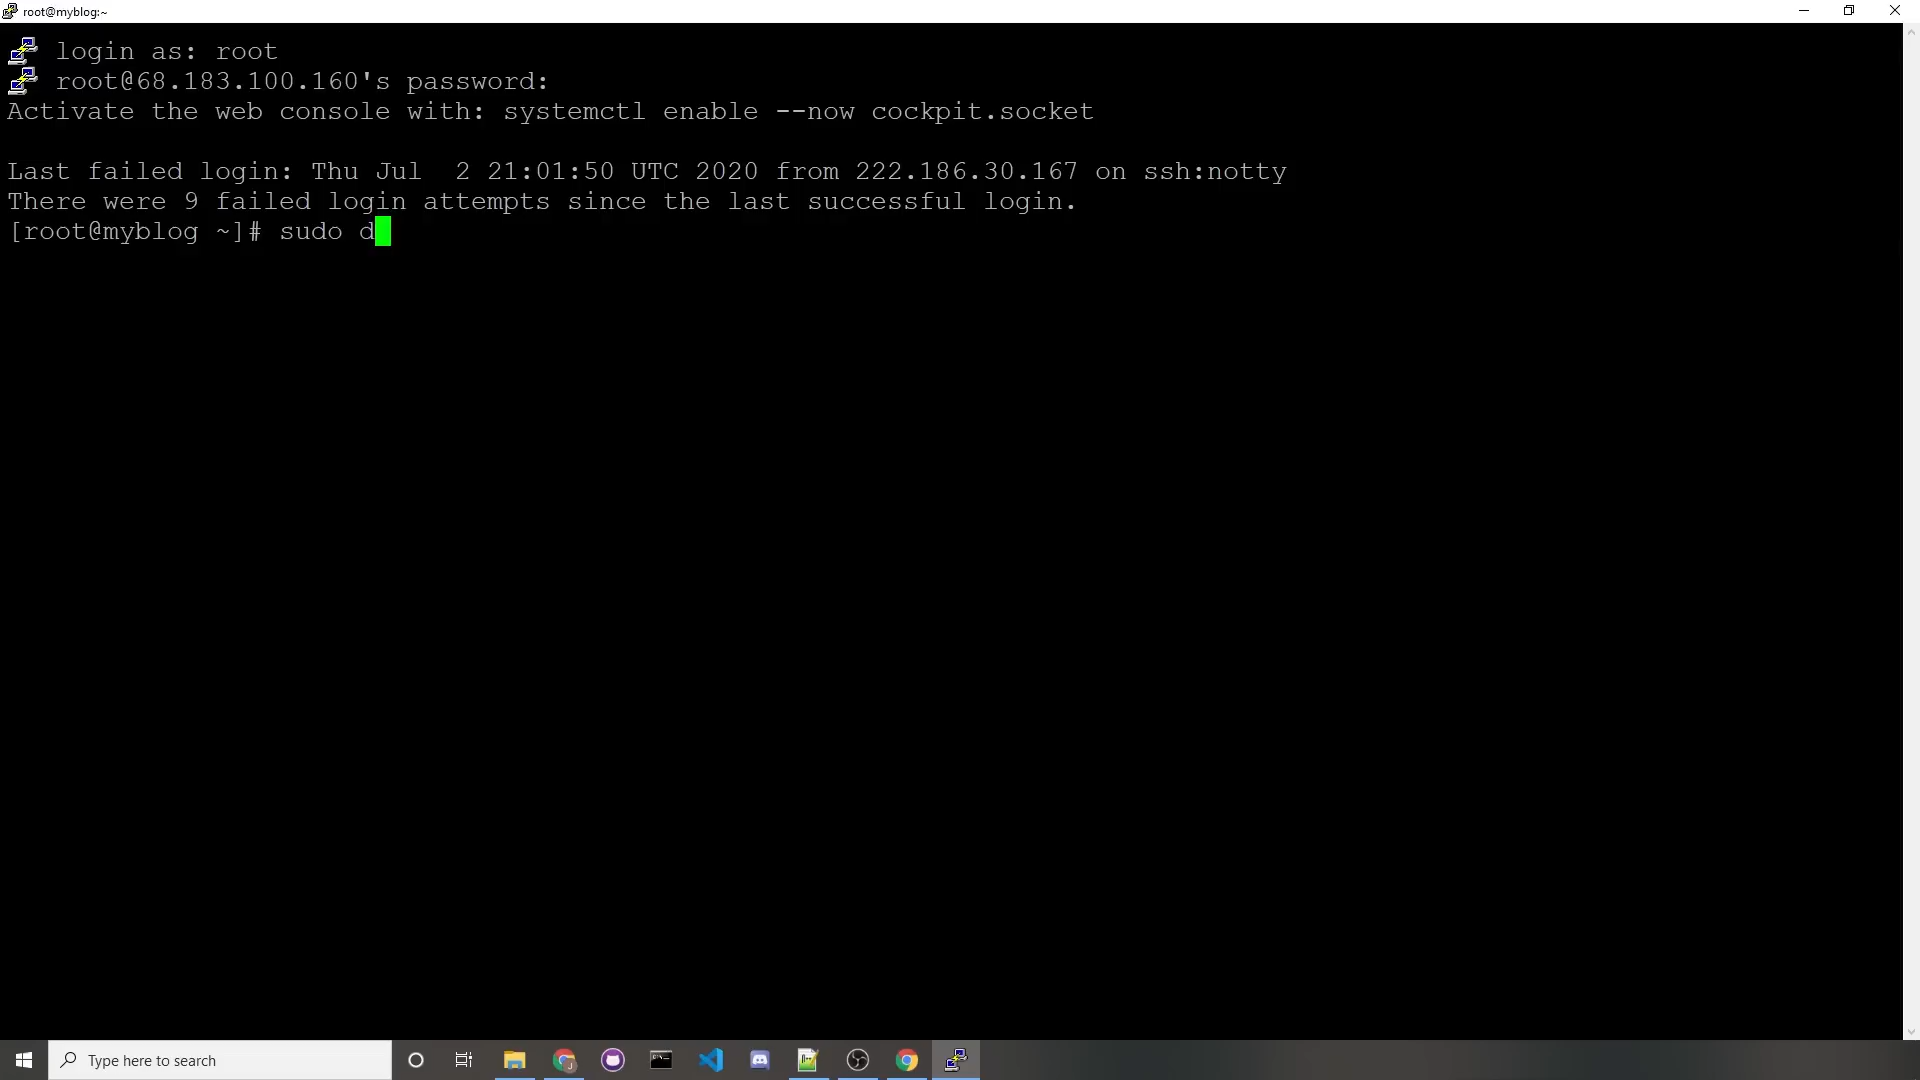 root@myblog:~
login as: root
root@68.183.100.160's password:
Activate the web console with: systemctl enable --now cockpit.socket
Last failed login: Thu Jul  2 21:01:50 UTC 2020 from 222.186.30.167 on ssh:notty
There were 9 failed login attempts since the last successful login.
[root@myblog ~]# sudo d
Type here to search